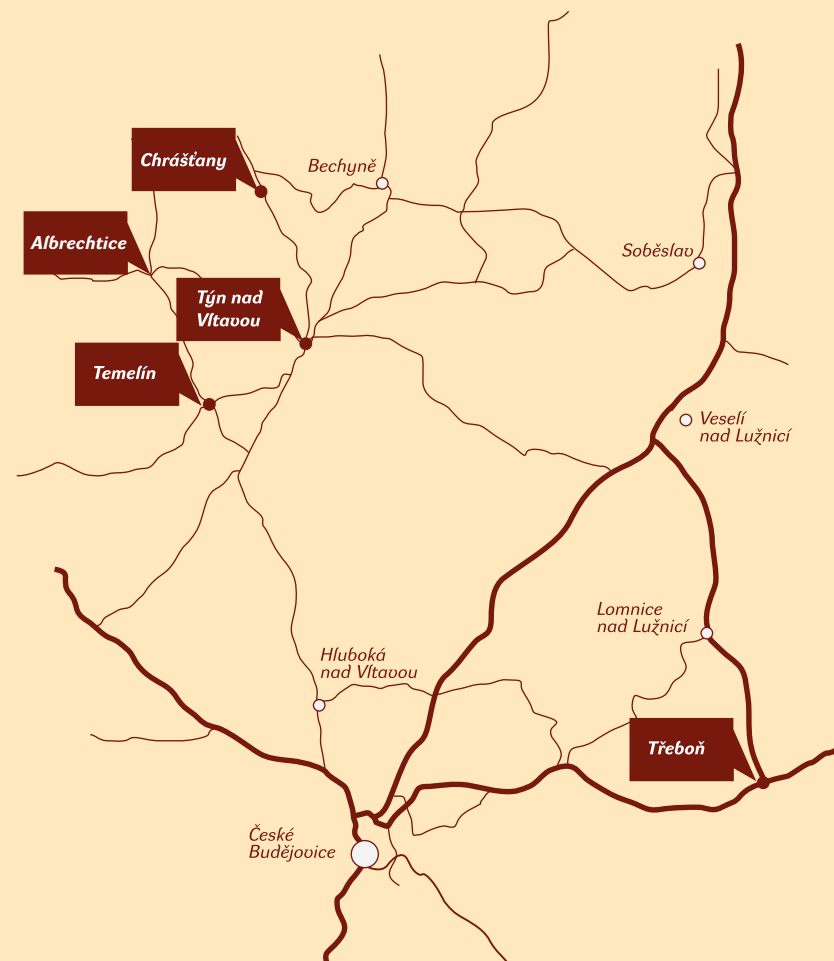 Chrášťany
Bechyně
Albrechtice
Soběslav
Týn nad
Vltavou
Temelín
Veselí
nad Lužnicí
Lomnice
nad Lužnicí
Hluboká
nad Vltavou
Třeboň
České
Budějovice